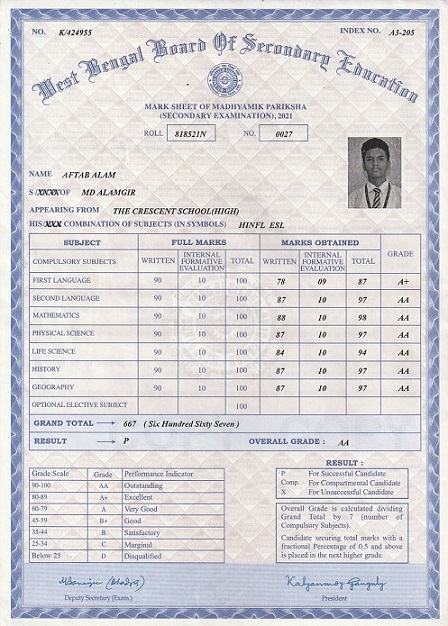 NO. K/424955 INDEX NO. A3-205
West Bengal Board Of Secondary Education
MARK SHEET OF MADHYAMIK PARIKSHA
(SECONDARY EXAMINATION), 2021
ROLL 818521N NO. 0027
NAME AFTAB ALAM
S /XXXX OF MD ALAMGIR
APPEARING FROM THE CRESCENT SCHOOL(HIGH)
HIS/XXX COMBINATION OF SUBJECTS (IN SYMBOLS) HINFL ESL
SUBJECT FULL MARKS MARKS OBTAINED GRADE
COMPULSORY SUBJECTS WRITTEN INTERNAL FORMATIVE EVALUATION TOTAL WRITTEN INTERNAL FORMATIVE EVALUATION TOTAL
FIRST LANGUAGE 90 10 100 78 09 87 A+
SECOND LANGUAGE 90 10 100 87 10 97 AA
MATHEMATICS 90 10 100 88 10 98 AA
PHYSICAL SCIENCE 90 10 100 87 10 97 AA
LIFE SCIENCE 90 10 100 84 10 94 AA
HISTORY 90 10 100 87 10 97 AA
GEOGRAPHY 90 10 100 87 10 97 AA
OPTIONAL ELECTIVE SUBJECT 100
GRAND TOTAL 667 ( Six Hundred Sixty Seven )
RESULT P OVERALL GRADE : AA
Grade Scale Grade Performance Indicator
90-100 AA Outstanding
80-89 A+ Excellent
60-79 A Very Good
45-59 B+ Good
35-44 B Satisfactory
25-34 C Marginal
Below 25 D Disqualified
RESULT :
P For Successful Candidate
Comp. For Compartmental Candidate
X For Unsuccessful Candidate
Overall Grade is calculated dividing
Grand Total by 7 (number of
Compulsory Subjects).
Candidate securing total marks with a
fractional Percentage of 0.5 and above
is placed in the next higher grade.
Kalyanmoy Ganguly
Deputy Secretary (Exam.) President